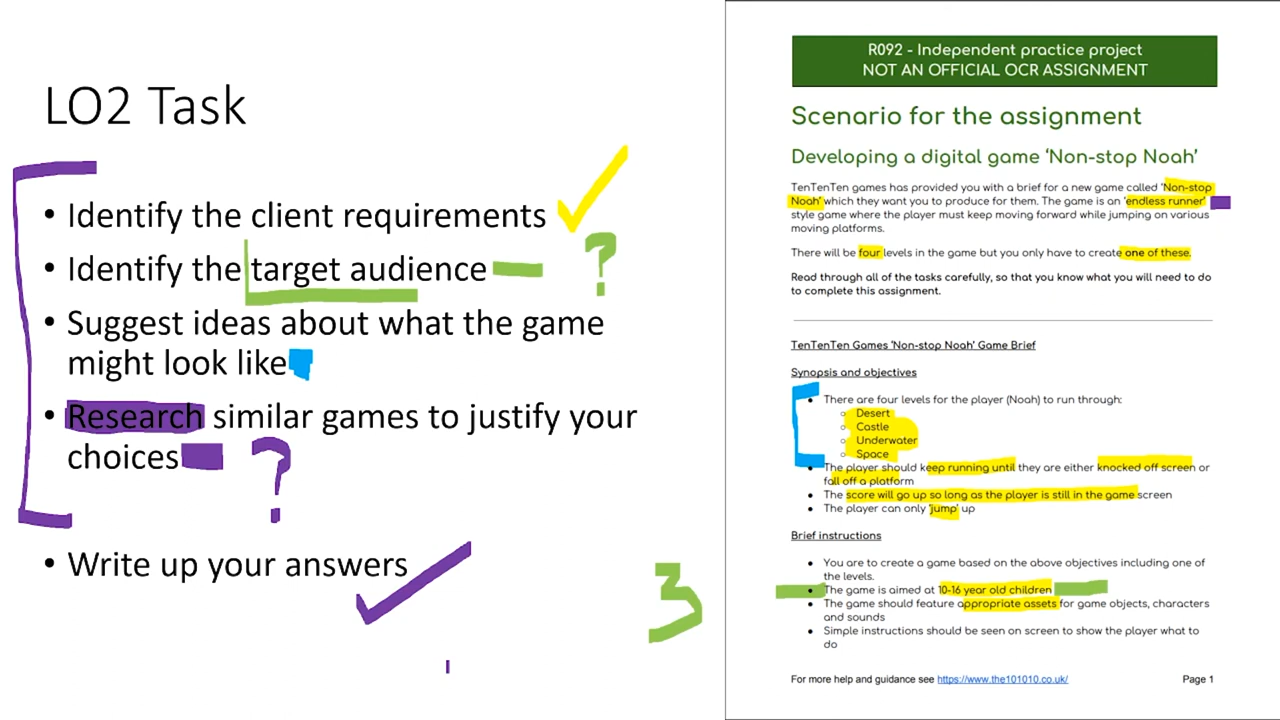 LO2 Task
• Identify the client requirements
• Identify the target audience
?
• Suggest ideas about what the game
might look like
• Research similar games to justify your
choices
?
• Write up your answers
3
R092 - Independent practice project
NOT AN OFFICIAL OCR ASSIGNMENT
Scenario for the assignment
Developing a digital game ‘Non-stop Noah’
TenTenTen games has provided you with a brief for a new game called ‘Non-stop
Noah’ which they want you to produce for them. The game is an ‘endless runner’
style game where the player must keep moving forward while jumping on various
moving platforms.
There will be four levels in the game but you only have to create one of these.
Read through all of the tasks carefully, so that you know what you will need to do
to complete this assignment.
TenTenTen Games ‘Non-stop Noah’ Game Brief
Synopsis and objectives
• There are four levels for the player (Noah) to run through:
○ Desert
○ Castle
○ Underwater
○ Space
• The player should keep running until they are either knocked off screen or
fall off a platform
• The score will go up so long as the player is still in the game screen
• The player can only ‘jump’ up
Brief instructions
• You are to create a game based on the above objectives including one of
the levels.
• The game is aimed at 10-16 year old children
• The game should feature appropriate assets for game objects, characters
and sounds
• Simple instructions should be seen on screen to show the player what to
do
For more help and guidance see https://www.the101010.co.uk/ Page 1